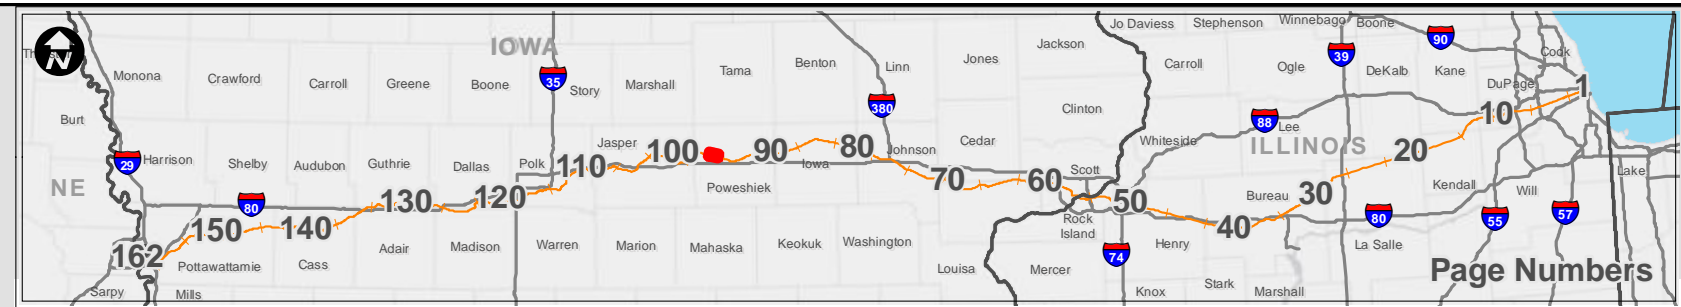 Jo Daviess Stephenson Winnebago Boone
IOWA
90
N
Jackson
39
Cook
Monona Crawford Carroll Greene Boone 35 Story Marshall Tama Benton Linn Jones Carroll Ogle DeKalb Kane
DuPage 1
380
Clinton
Burt
10
88 Lee
Whiteside
ILLINOIS
29 Harrison Shelby Audubon Guthrie Dallas Polk Jasper 100 90 80 Johnson Cedar
20
110 Iowa Scott Lake
NE
Poweshiek 70 60 Bureau 30 Kendall Will
80 130 120 50
150 140 Rock
Island
40 80 55 57
162 Adair Madison Warren Marion Mahaska Keokuk Washington Henry La Salle
74
Pottawattamie Cass Louisa Mercer
Page Numbers
Sarpy Mills Knox Stark Marshall